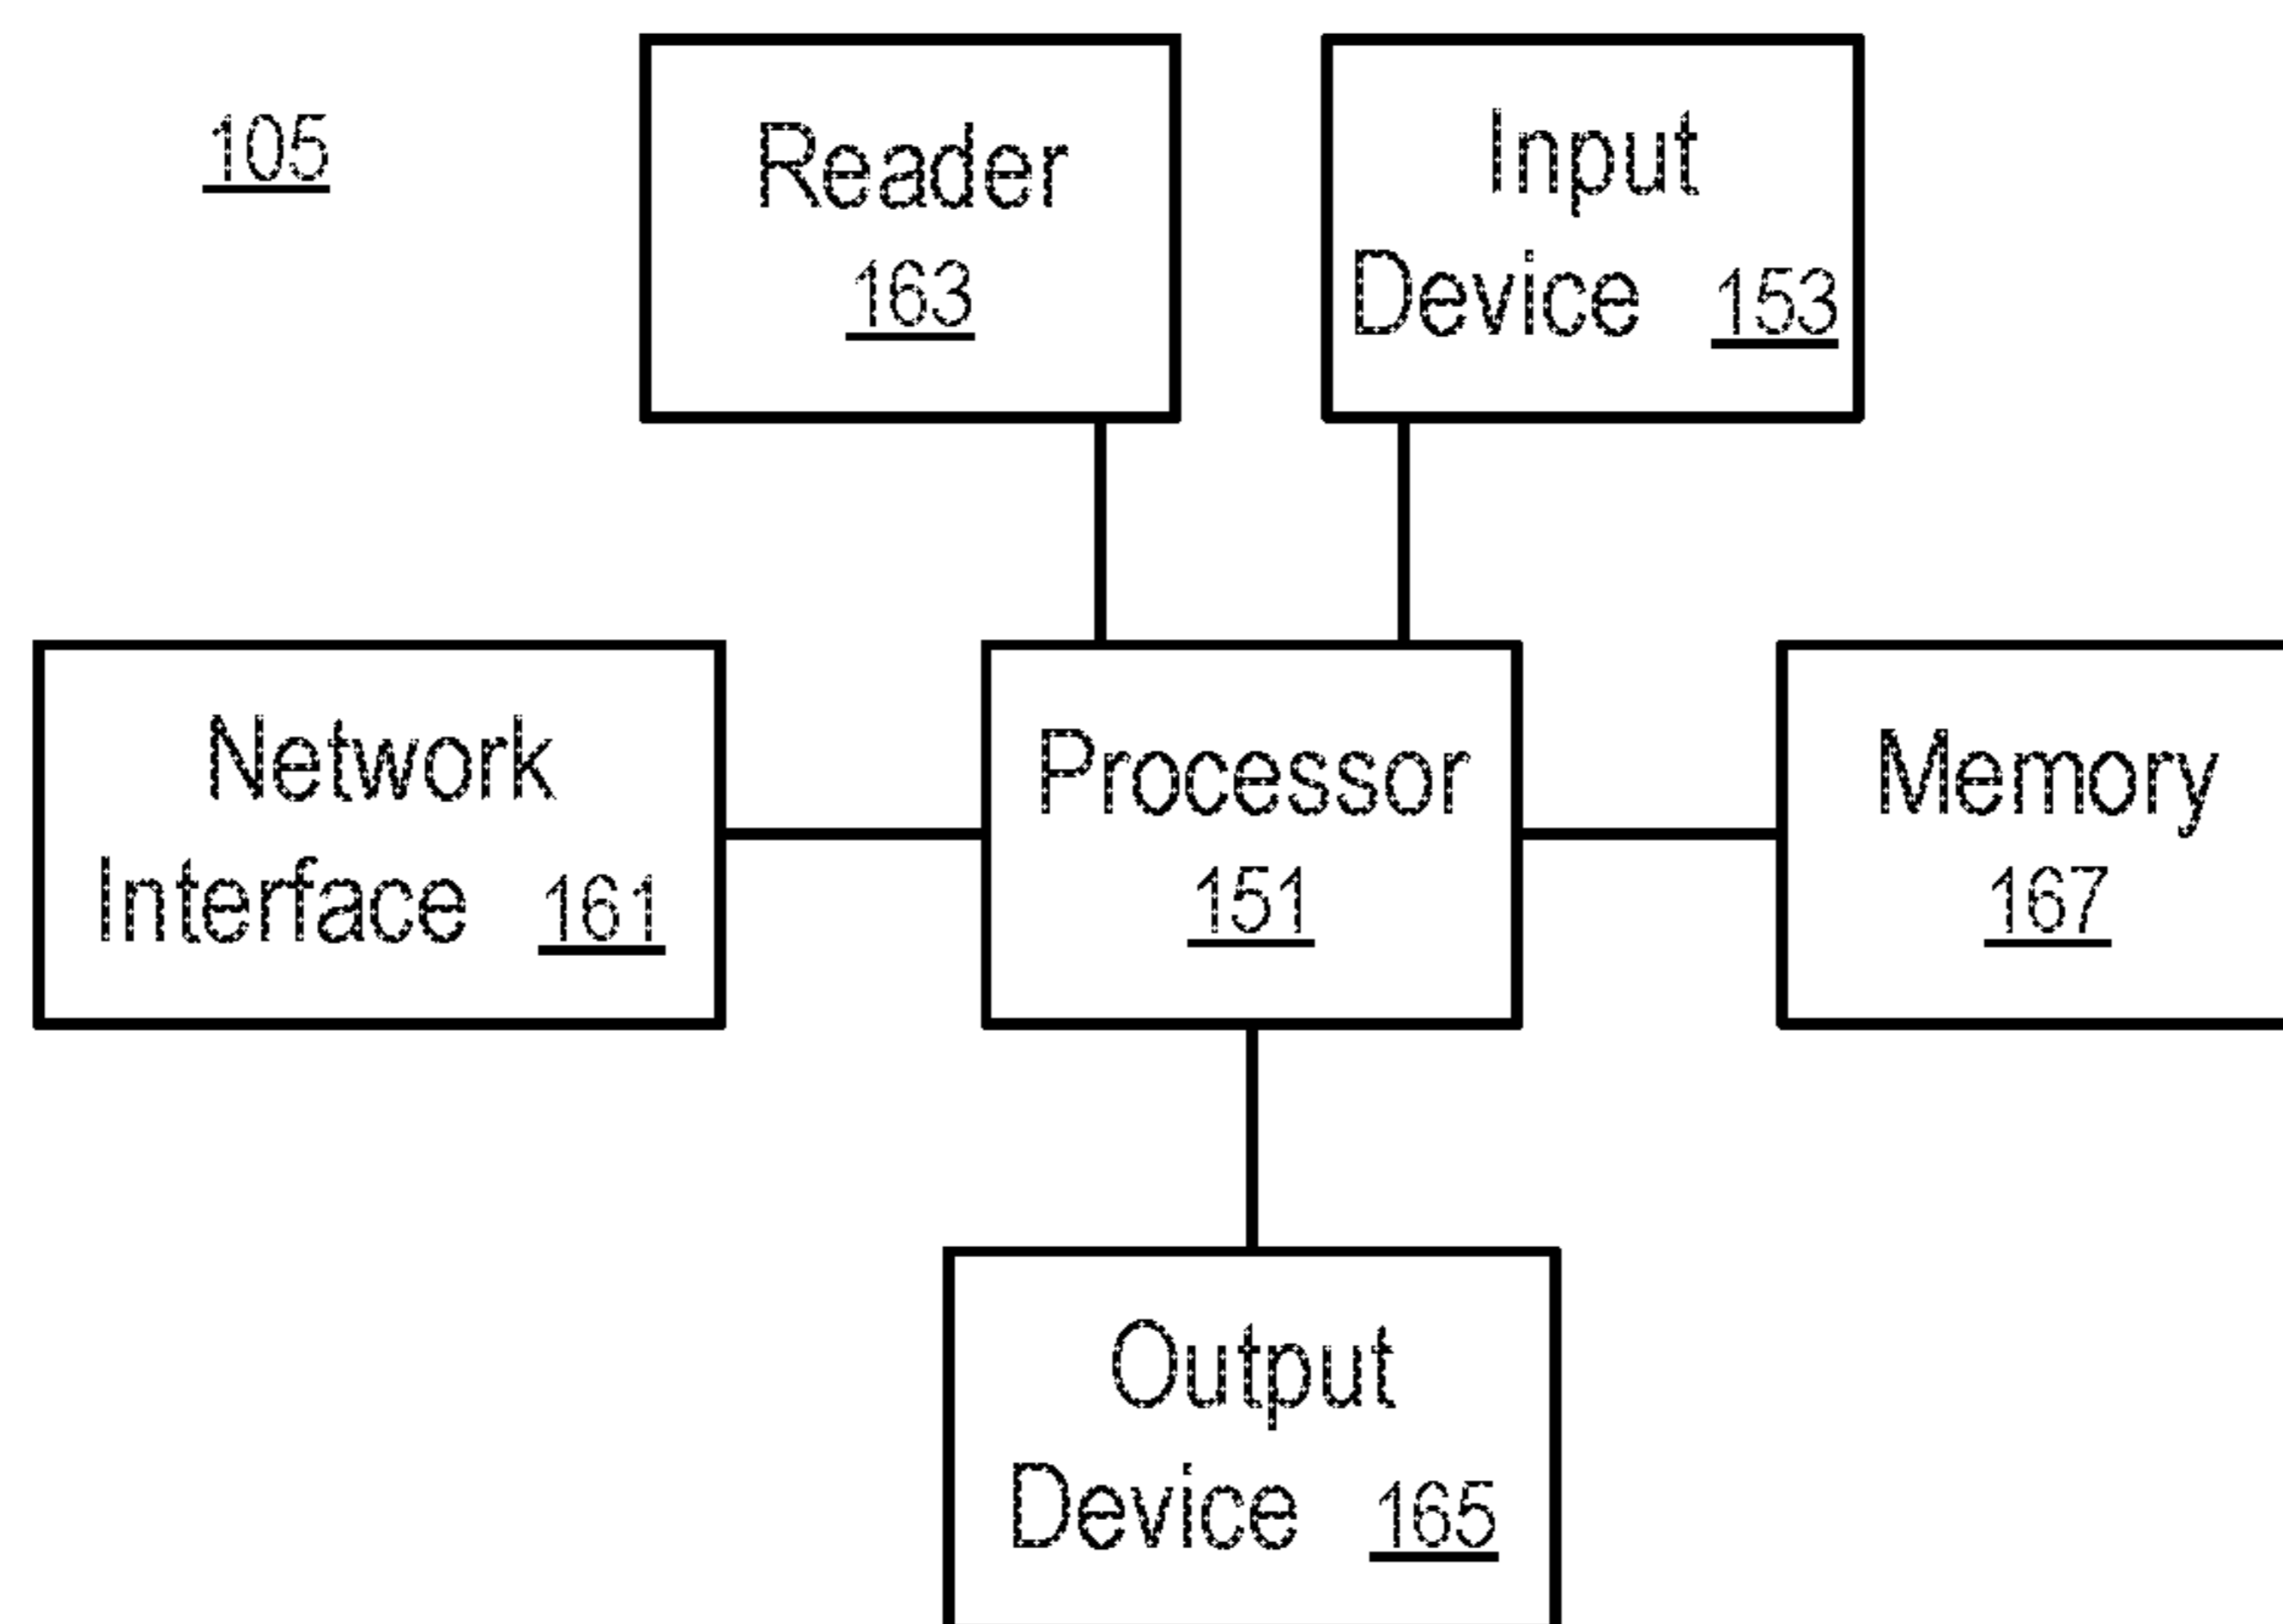 105
Reader
163
Input
Device 153
Network
Interface 161
Processor
151
Memory
167
Output
Device 165